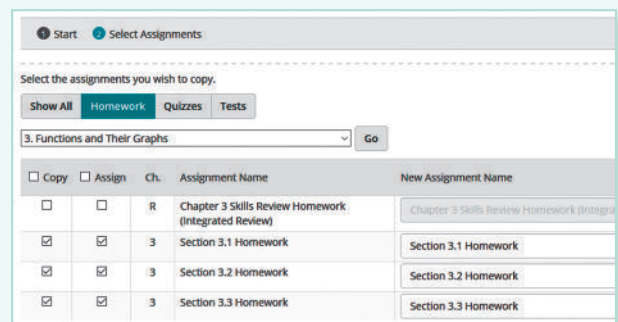 1 Start 2 Select Assignments
Select the assignments you wish to copy.
Show All Homework Quizzes Tests
3. Functions and Their Graphs Go
Copy Assign Ch. Assignment Name New Assignment Name
R Chapter 3 Skills Review Homework Chapter 3 Skills Review Homework (Integra
(Integrated Review)
3 Section 3.1 Homework Section 3.1 Homework
3 Section 3.2 Homework Section 3.2 Homework
3 Section 3.3 Homework Section 3.3 Homework